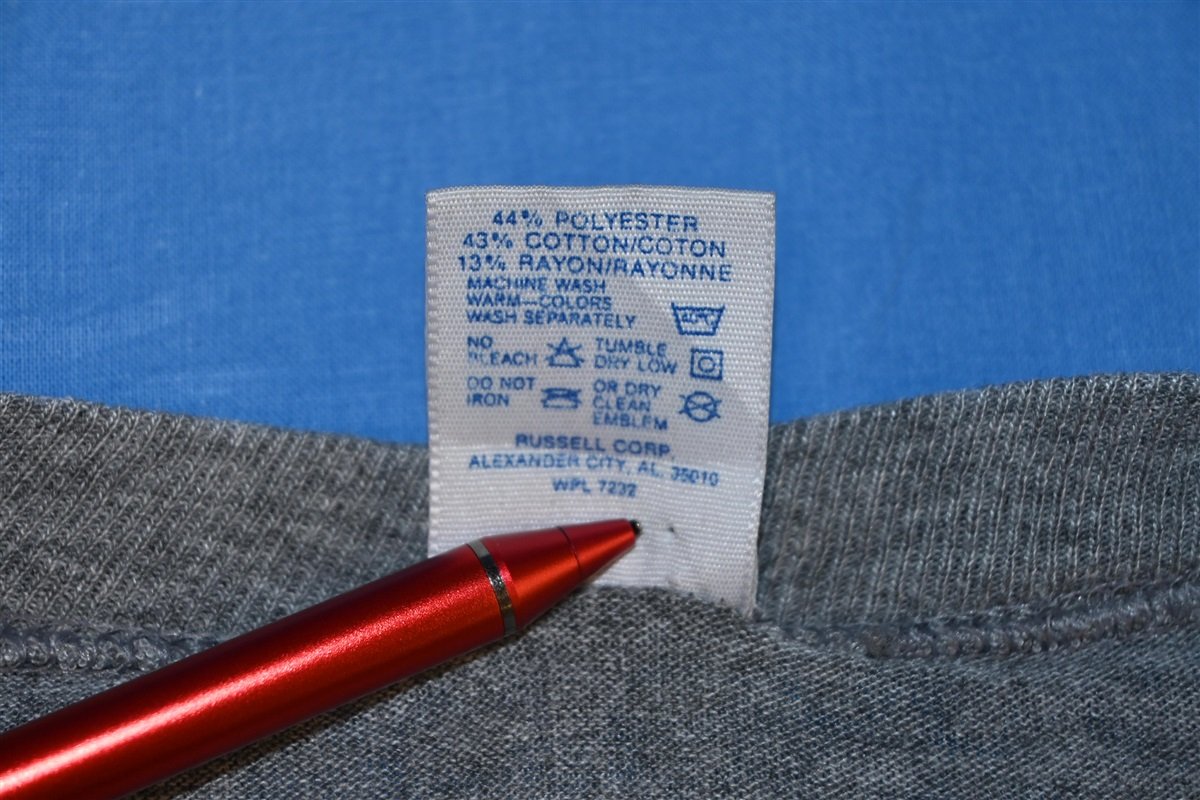 44% POLYESTER
43% COTTON/COTON
13% RAYON/RAYONNE
MACHINE WASH
WARM—COLORS
WASH SEPARATELY
NO
BLEACH
TUMBLE
DRY LOW
DO NOT
IRON
OR DRY
CLEAN
EMBLEM
RUSSELL CORP.
ALEXANDER CITY, AL. 35010
WPL 7232